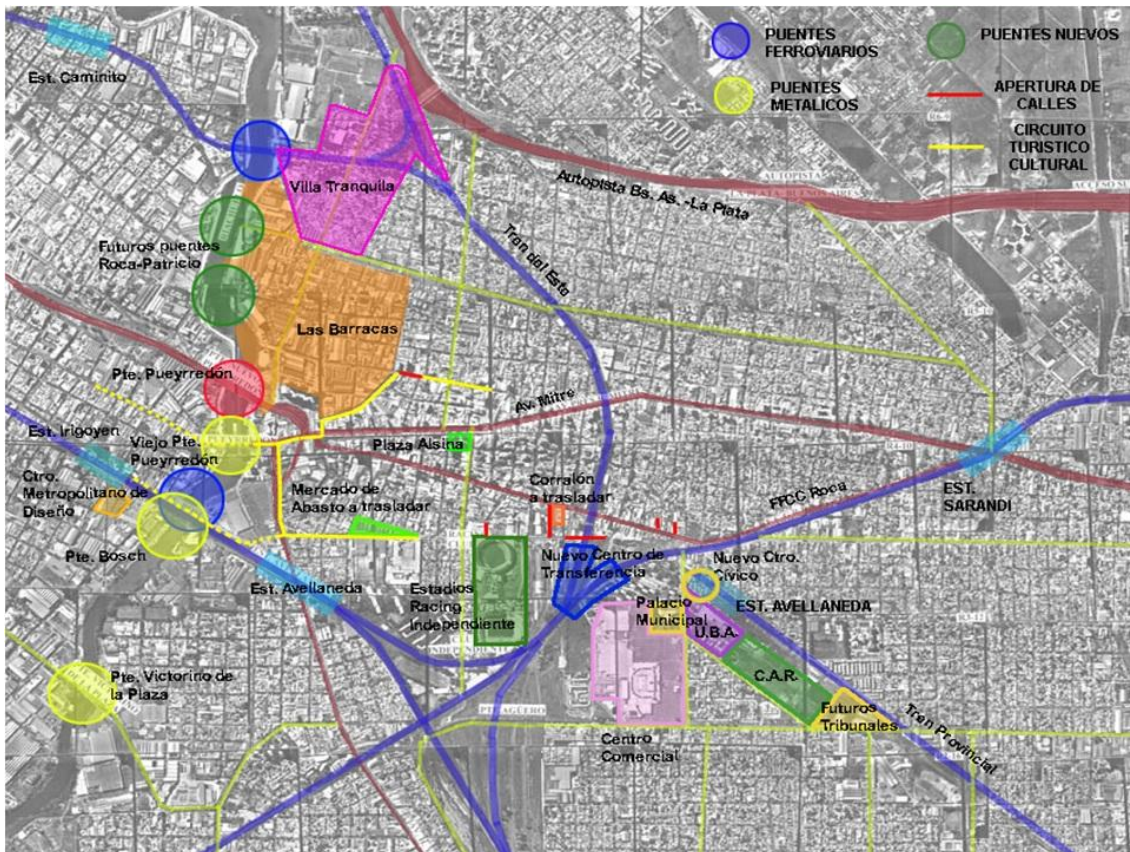 PUENTES
FERROVIARIOS
PUENTES NUEVOS
PUENTES
METALICOS
APERTURA DE
CALLES
CIRCUITO
TURISTICO
CULTURAL
Est. Caminito
Villa Tranquila
Autopista Bs. As. -La Plata
AUTOPISTA
Futuros puentes
Roca-Patricio
Tren del Este
Las Barracas
Pte. Pueyrredón
Av. Mitre
Est. Irigoyen
Viejo Pte.
Pueyrredón
Plaza Alsina
Ctro.
Metropolitano de
Diseño
Mercado de
Abasto a trasladar
Corralón
a trasladar
FFCC Roca
EST.
SARANDI
Pte. Bosch
Est. Avellaneda
Estadios
Racing
Independiente
Nuevo Centro de
Transferencia
Nuevo Ctro.
Cívico
EST. AVELLANEDA
Palacio
Municipal
U.B.A.
C.A.R.
Pte. Victorino de
la Plaza
Futuros
Tribunales
Tren Provincial
Centro
Comercial